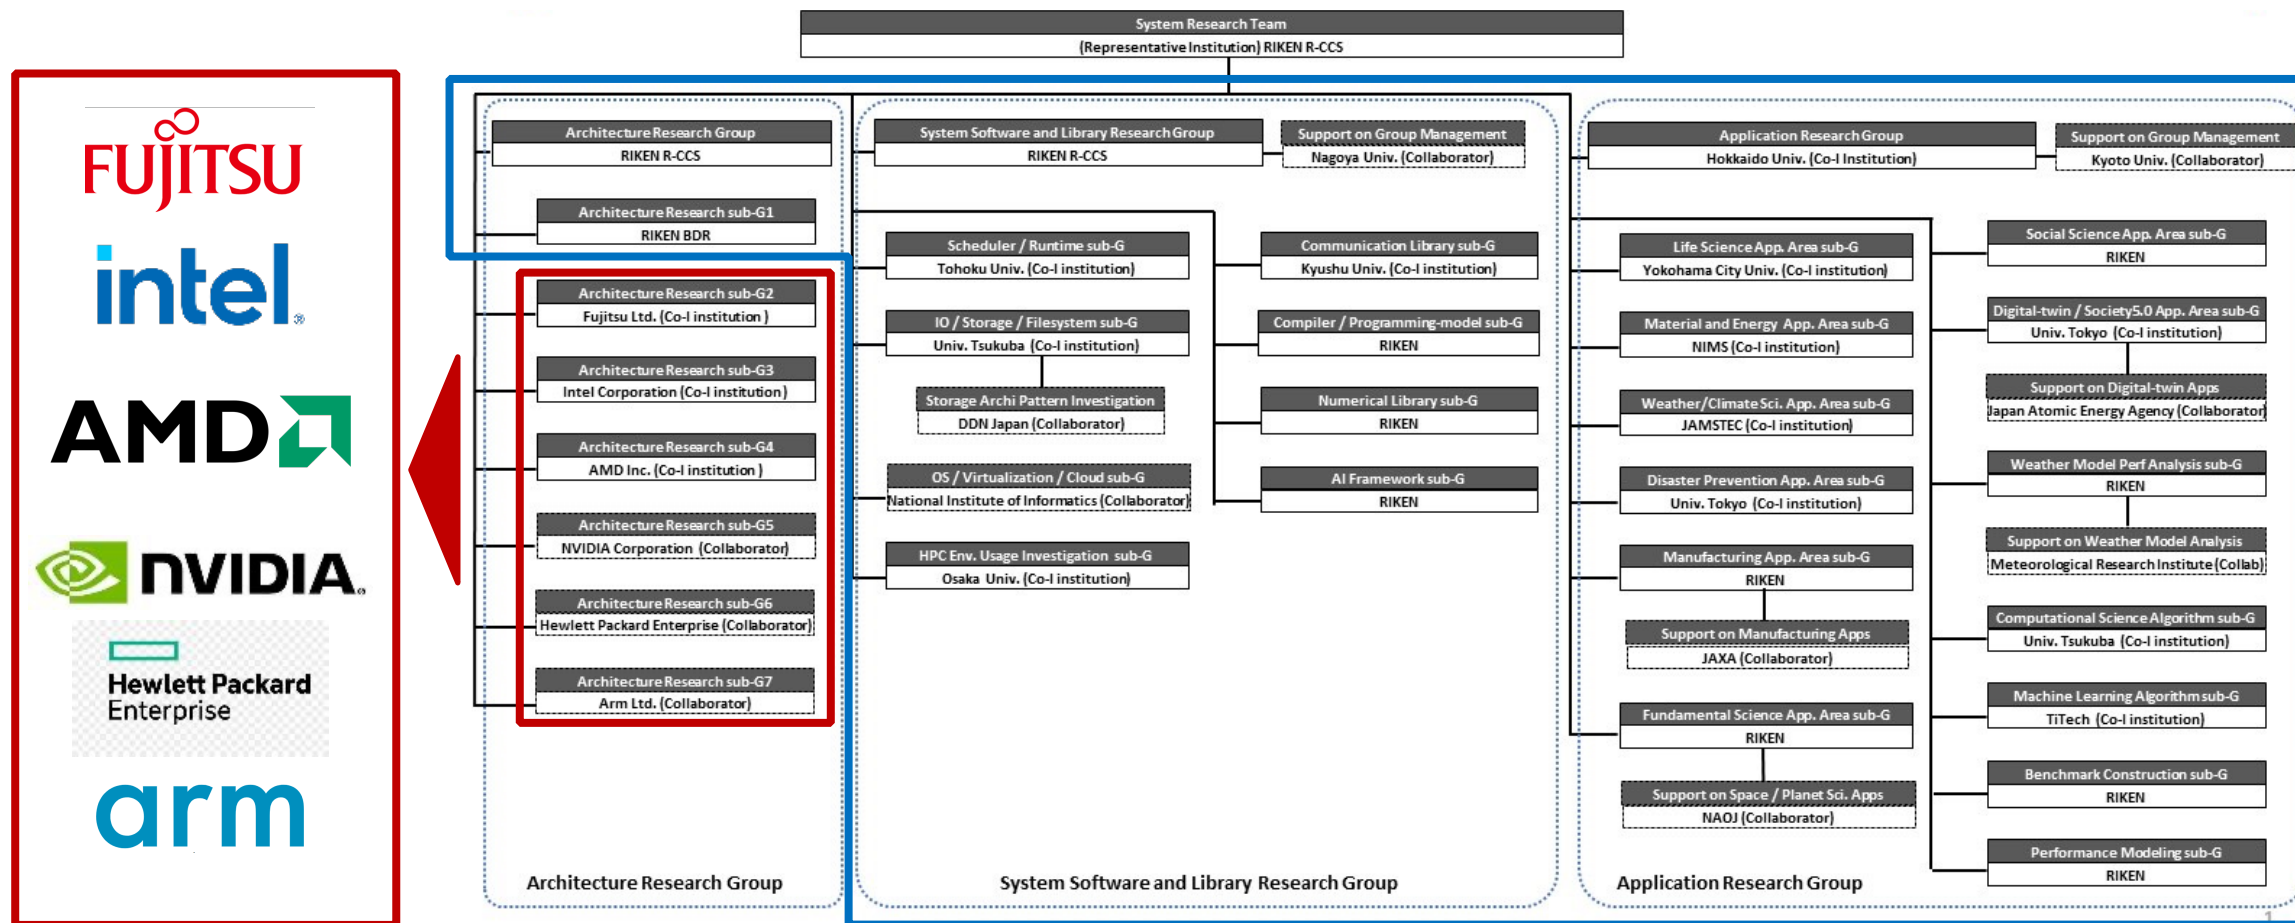 System Research Team
(Representative Institution) RIKEN R-CCS
FUJITSU
intel®
AMD
NVIDIA®
Hewlett Packard
Enterprise
arm
Architecture Research Group
RIKEN R-CCS
Architecture Research sub-G1
RIKEN BDR
Architecture Research sub-G2
Fujitsu Ltd. (Co-I institution )
Architecture Research sub-G3
Intel Corporation (Co-I institution)
Architecture Research sub-G4
AMD Inc. (Co-I institution )
Architecture Research sub-G5
NVIDIA Corporation (Collaborator)
Architecture Research sub-G6
Hewlett Packard Enterprise (Collaborator)
Architecture Research sub-G7
Arm Ltd. (Collaborator)
Architecture Research Group
System Software and Library Research Group
RIKEN R-CCS
Support on Group Management
Nagoya Univ. (Collaborator)
Scheduler / Runtime sub-G
Tohoku Univ. (Co-I institution)
IO / Storage / Filesystem sub-G
Univ. Tsukuba (Co-I institution)
Storage Archi Pattern Investigation
DDN Japan (Collaborator)
OS / Virtualization / Cloud sub-G
National Institute of Informatics (Collaborator)
HPC Env. Usage Investigation sub-G
Osaka Univ. (Co-I institution)
Communication Library sub-G
Kyushu Univ. (Co-I institution)
Compiler / Programming-model sub-G
RIKEN
Numerical Library sub-G
RIKEN
AI Framework sub-G
RIKEN
System Software and Library Research Group
Application Research Group
Hokkaido Univ. (Co-I Institution)
Support on Group Management
Kyoto Univ. (Collaborator)
Life Science App. Area sub-G
Yokohama City Univ. (Co-I institution)
Material and Energy App. Area sub-G
NIMS (Co-I institution)
Weather/Climate Sci. App. Area sub-G
JAMSTEC (Co-I institution)
Disaster Prevention App. Area sub-G
Univ. Tokyo (Co-I institution)
Manufacturing App. Area sub-G
RIKEN
Support on Manufacturing Apps
JAXA (Collaborator)
Fundamental Science App. Area sub-G
RIKEN
Support on Space / Planet Sci. Apps
NAOJ (Collaborator)
Social Science App. Area sub-G
RIKEN
Digital-twin / Society5.0 App. Area sub-G
Univ. Tokyo (Co-I institution)
Support on Digital-twin Apps
Japan Atomic Energy Agency (Collaborator)
Weather Model Perf Analysis sub-G
RIKEN
Support on Weather Model Analysis
Meteorological Research Institute (Collab)
Computational Science Algorithm sub-G
Univ. Tsukuba (Co-I institution)
Machine Learning Algorithm sub-G
TiTech (Co-I institution)
Benchmark Construction sub-G
RIKEN
Performance Modeling sub-G
RIKEN
Application Research Group
1